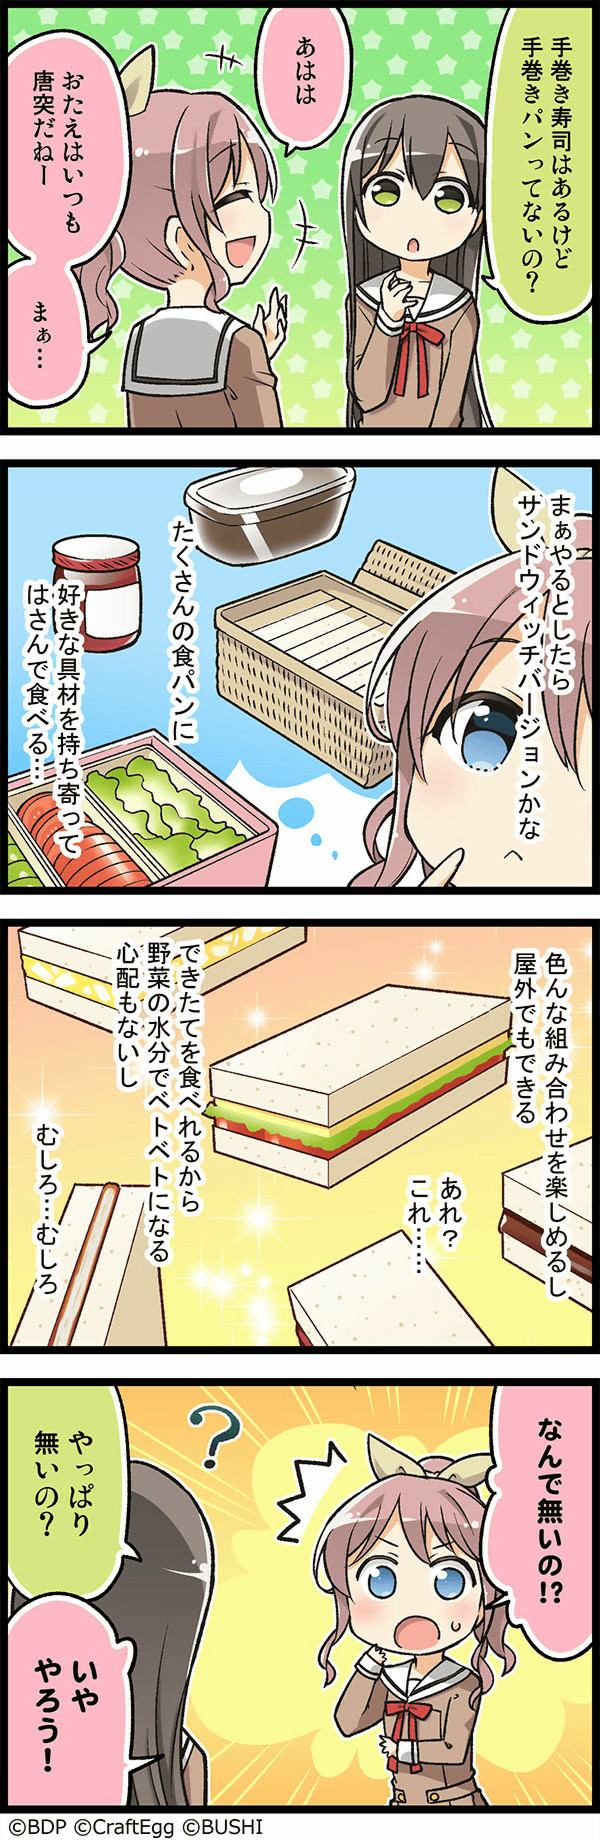 手巻き寿司はあるけど
手巻きパンってないの？
あはは
おたえはいつも
唐突だねー
まぁ…
まぁやるとしたら
サンドウィッチバージョンかな
たくさんの食パンに
好きな具材を持ち寄って
はさんで食べる…
色んな組み合わせを楽しめるし
屋外でもできる
できたてを食べれるから
野菜の水分でベトベトになる
心配もないし
あれ？
これ……
むしろ…むしろ
なんで無いの!?
?
やっぱり
無いの？
いや
やろう！
©BDP ©CraftEgg ©BUSHI